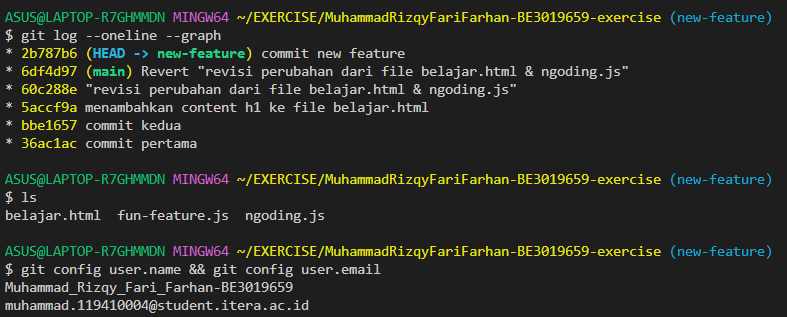 ASUS@LAPTOP-R7GHMMDN MINGW64 ~/EXERCISE/MuhammadRizqyFariFarhan-BE3019659-exercise (new-feature)
$ git log --oneline --graph
* 2b787b6 (HEAD -> new-feature) commit new feature
* 6df4d97 (main) Revert "revisi perubahan dari file belajar.html & ngoding.js"
* 60c288e "revisi perubahan dari file belajar.html & ngoding.js"
* 5accf9a menambahkan content h1 ke file belajar.html
* bbe1657 commit kedua
* 36ac1ac commit pertama
ASUS@LAPTOP-R7GHMMDN MINGW64 ~/EXERCISE/MuhammadRizqyFariFarhan-BE3019659-exercise (new-feature)
$ ls
belajar.html  fun-feature.js  ngoding.js
ASUS@LAPTOP-R7GHMMDN MINGW64 ~/EXERCISE/MuhammadRizqyFariFarhan-BE3019659-exercise (new-feature)
$ git config user.name && git config user.email
Muhammad_Rizqy_Fari_Farhan-BE3019659
muhammad.119410004@student.itera.ac.id